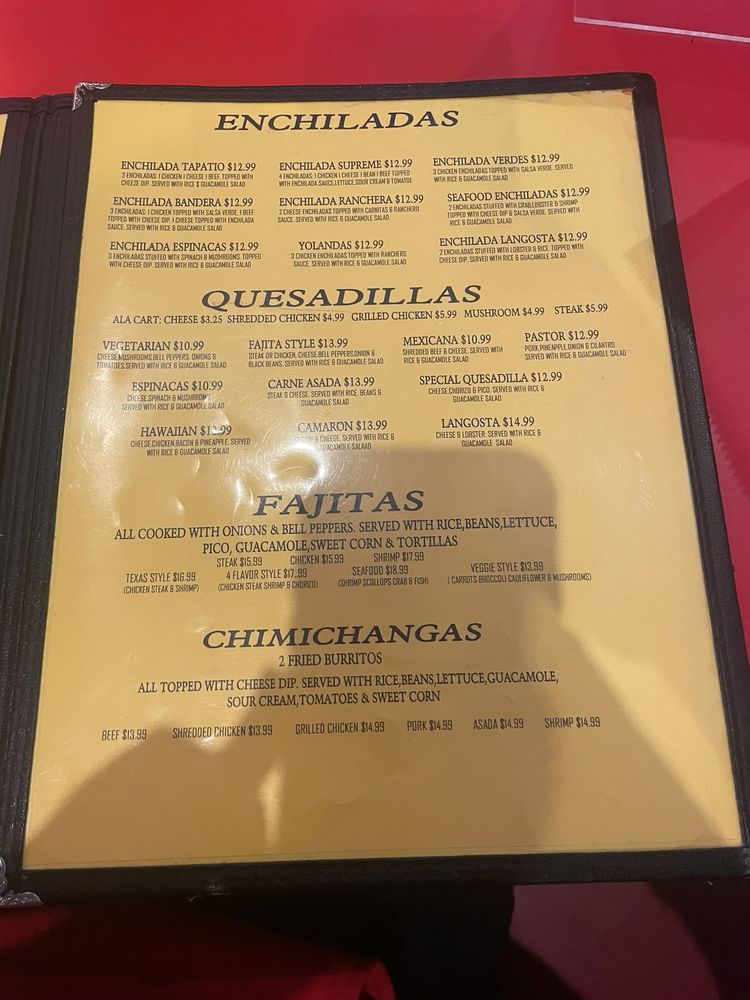 ENCHILADAS
ENCHILADA TAPATIO $12.99
3 ENCHILADAS. 1 CHICKEN 1 CHEESE 1 BEEF. TOPPED WITH
CHEESE DIP. SERVED WITH RICE & GUACAMOLE SALAD
ENCHILADA SUPREME $12.99
4 ENCHILADAS. 1 CHICKEN 1 CHEESE 1 BEAN 1 BEEF TOPPED
WITH ENCHILADA SAUCE,LETTUCE,SOUR CREAM & TOMATOE
ENCHILADA VERDES $12.99
3 CHICKEN ENCHILADAS TOPPED WITH SALSA VERDE. SERVED
WITH RICE & GUACAMOLE SALAD
ENCHILADA BANDERA $12.99
3 ENCHILADAS. 1 CHICKEN TOPPED WITH SALSA VERDE. 1 BEEF
TOPPED WITH CHEESE DIP. 1 CHEESE TOPPED WITH ENCHILADA
SAUCE. SERVED WITH RICE & GUACAMOLE SALAD
ENCHILADA RANCHERA $12.99
2 CHEESE ENCHILADAS TOPPED WITH CARNITAS & RANCHERO
SAUCE. SERVED WITH RICE & GUACAMOLE SALAD.
SEAFOOD ENCHILADAS $12.99
2 ENCHILADAS STUFFED WITH CRAB,LOBSTER & SHRIMP
TOPPED WITH CHEESE DIP & SALSA VERDE. SERVED WITH
RICE & GUACAMOLE SALAD
ENCHILADA ESPINACAS $12.99
3 ENCHILADAS STUFFED WITH SPINACH & MUSHROOMS. TOPPED
WITH CHEESE DIP. SERVED WITH RICE & GUACAMOLE SALAD
YOLANDAS $12.99
3 CHICKEN ENCHILADAS TOPPED WITH RANCHERO
SAUCE. SERVED WITH RICE & GUACAMOLE SALAD
ENCHILADA LANGOSTA $12.99
2 ENCHILADAS STUFFED WITH LOBSTER & RICE. TOPPED WITH
CHEESE DIP. SERVED WITH RICE & GUACAMOLE SALAD
QUESADILLAS
ALA CART: CHEESE $3.25 SHREDDED CHICKEN $4.99 GRILLED CHICKEN $5.99 MUSHROOM $4.99 STEAK $5.99
VEGETARIAN $10.99
CHEESE,MUSHROOMS,BELL PEPPERS, ONIONS &
TOMATOES.SERVED WITH RICE & GUACAMOLE SALAD
FAJITA STYLE $13.99
STEAK OR CHICKEN, CHEESE,BELL PEPPERS,ONION &
BLACK BEANS. SERVED WITH RICE & GUACAMOLE SALAD
MEXICANA $10.99
SHREDDED BEEF & CHEESE. SERVED WITH
RICE & GUACAMOLE SALAD
PASTOR $12.99
PORK,PINEAPPLE,ONION & CILANTRO.
SERVED WITH RICE & GUACAMOLE SALAD
ESPINACAS $10.99
CHEESE,SPINACH & MUSHROOMS.
SERVED WITH RICE & GUACAMOLE SALAD
CARNE ASADA $13.99
STEAK & CHEESE. SERVED WITH RICE, BEANS &
GUACAMOLE SALAD
SPECIAL QUESADILLA $12.99
CHEESE,CHORIZO & PICO. SERVED WITH RICE &
GUACAMOLE SALAD
HAWAIIAN
CHEESE,CHICKEN,BACON & PINEAPPLE. SERVED
WITH RICE & GUACAMOLE SALAD
CAMARON $13.99
& CHEESE. SERVED WITH RICE &
GUACAMOLE SALAAD
LANGOSTA $14.99
CHEESE & LOBSTER. SERVED WITH RICE &
GUACAMOLE SALAD
FAJITAS
ALL COOKED WITH ONIONS & BELL PEPPERS. SERVED WITH RICE,BEANS,LETTUCE,
PICO, GUACAMOLE,SWEET CORN & TORTILLAS
STEAK $15.99 CHICKEN $15.99 SHRIMP $17.99
TEXAS STYLE $16.99
(CHICKEN STEAK & SHRIMP)
4 FLAVOR STYLE $17..99
(CHICKEN STEAK SHRIMP & CHORIZO)
SEAFOOD $18.99
(SHRIMP SCOLLOPS CRAB & FISH)
VEGGIE STYLE $13.99
( CARROTS BROCCOLI CAULIFLOWER & MUSHROOMS)
CHIMICHANGAS
2 FRIED BURRITOS
ALL TOPPED WITH CHEESE DIP. SERVED WITH RICE,BEANS,LETTUCE,GUACAMOLE,
SOUR CREAM,TOMATOES & SWEET CORN
BEEF $13.99 SHREDDED CHICKEN $13.99 GRILLED CHICKEN $14.99 PORK $14.99 ASADA $14.99 SHRIMP $14.99